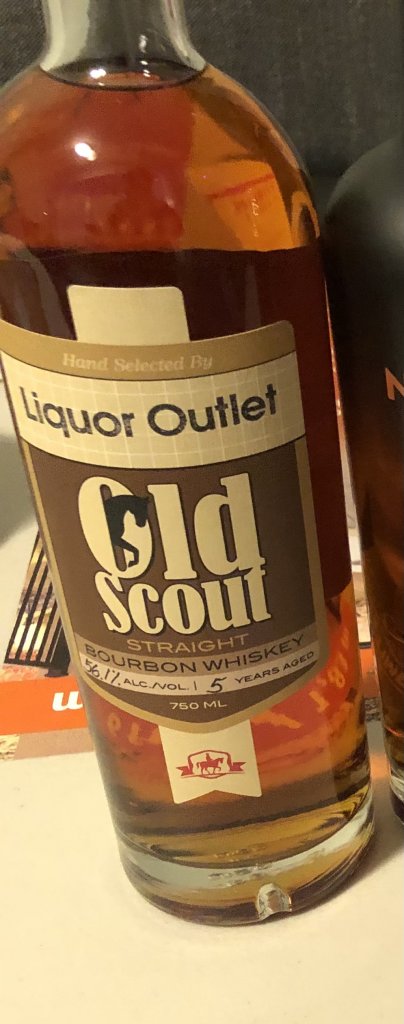 Hand Selected By
Liquor Outlet
Old
Scout
STRAIGHT
BOURBON WHISKEY
56.1% ALC./VOL. | 5 YEARS AGED
750 ML